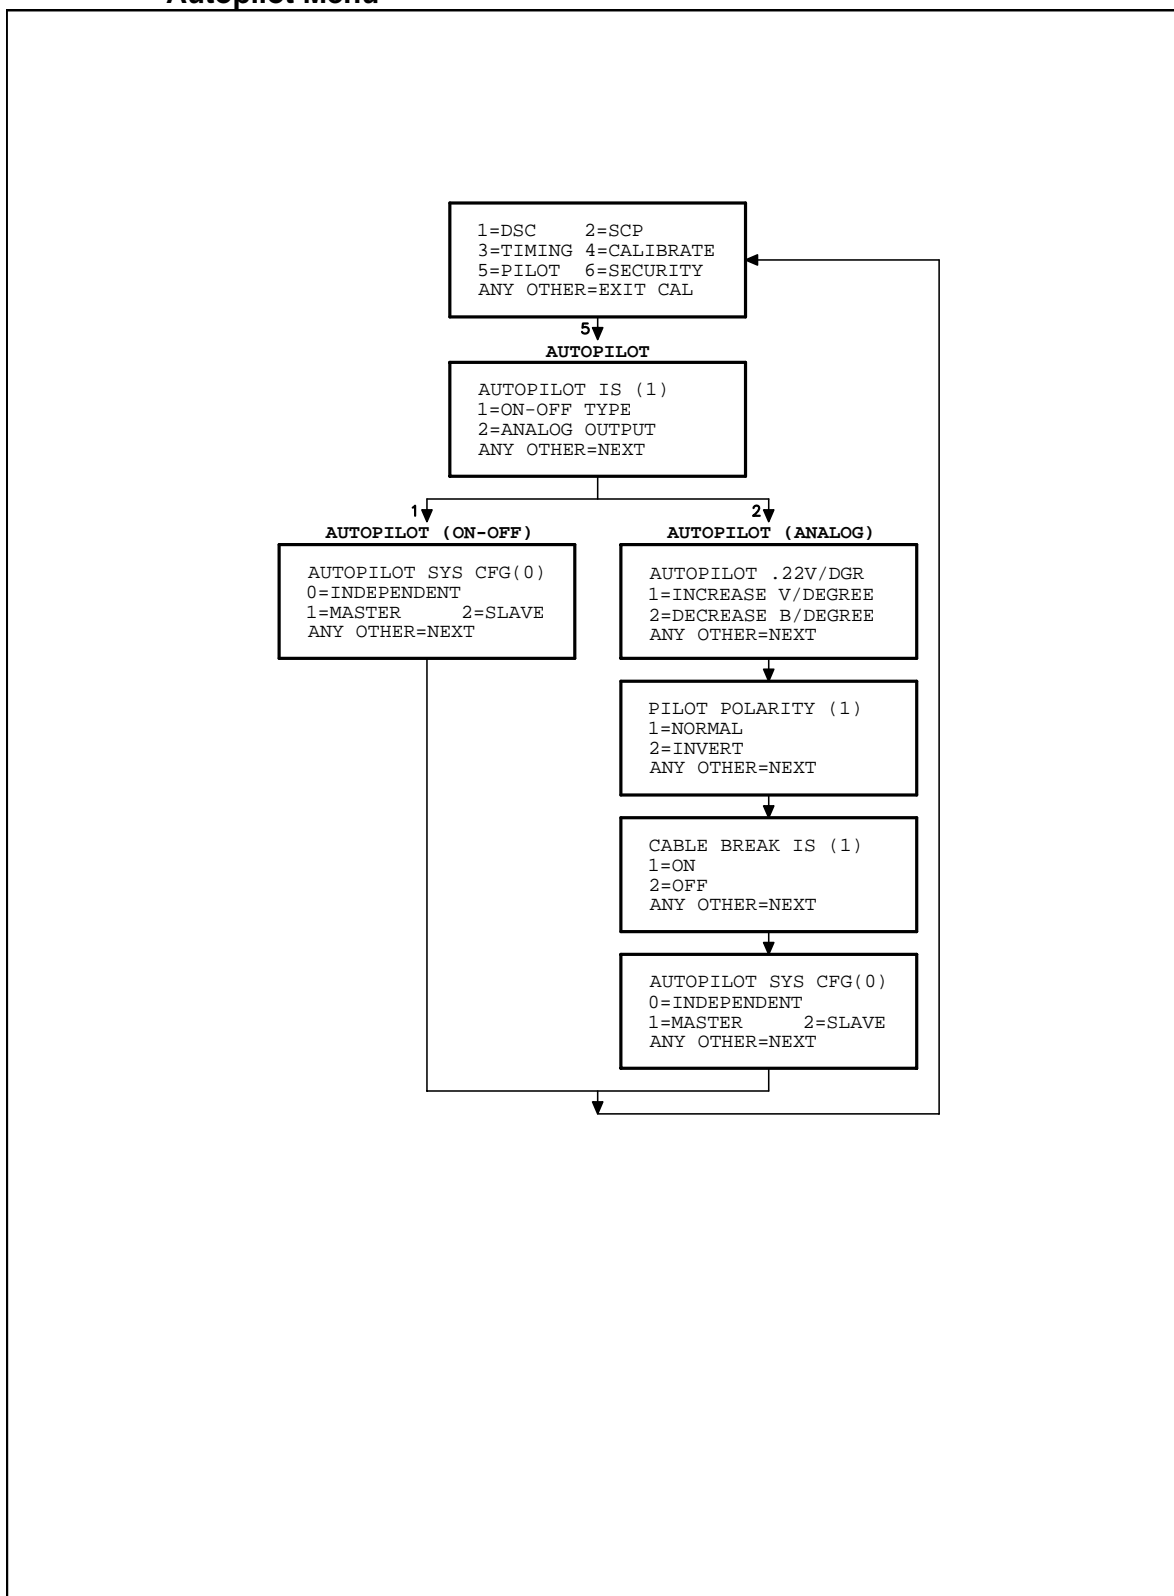 Autopilot Menu
1=DSC 2=SCP
3=TIMING 4=CALIBRATE
5=PILOT 6=SECURITY
ANY OTHER=EXIT CAL
5
AUTOPILOT
AUTOPILOT IS (1)
1=ON-OFF TYPE
2=ANALOG OUTPUT
ANY OTHER=NEXT
1
AUTOPILOT (ON-OFF)
AUTOPILOT SYS CFG(0)
0=INDEPENDENT
1=MASTER 2=SLAVE
ANY OTHER=NEXT
2
AUTOPILOT (ANALOG)
AUTOPILOT .22V/DGR
1=INCREASE V/DEGREE
2=DECREASE B/DEGREE
ANY OTHER=NEXT
PILOT POLARITY (1)
1=NORMAL
2=INVERT
ANY OTHER=NEXT
CABLE BREAK IS (1)
1=ON
2=OFF
ANY OTHER=NEXT
AUTOPILOT SYS CFG(0)
0=INDEPENDENT
1=MASTER 2=SLAVE
ANY OTHER=NEXT